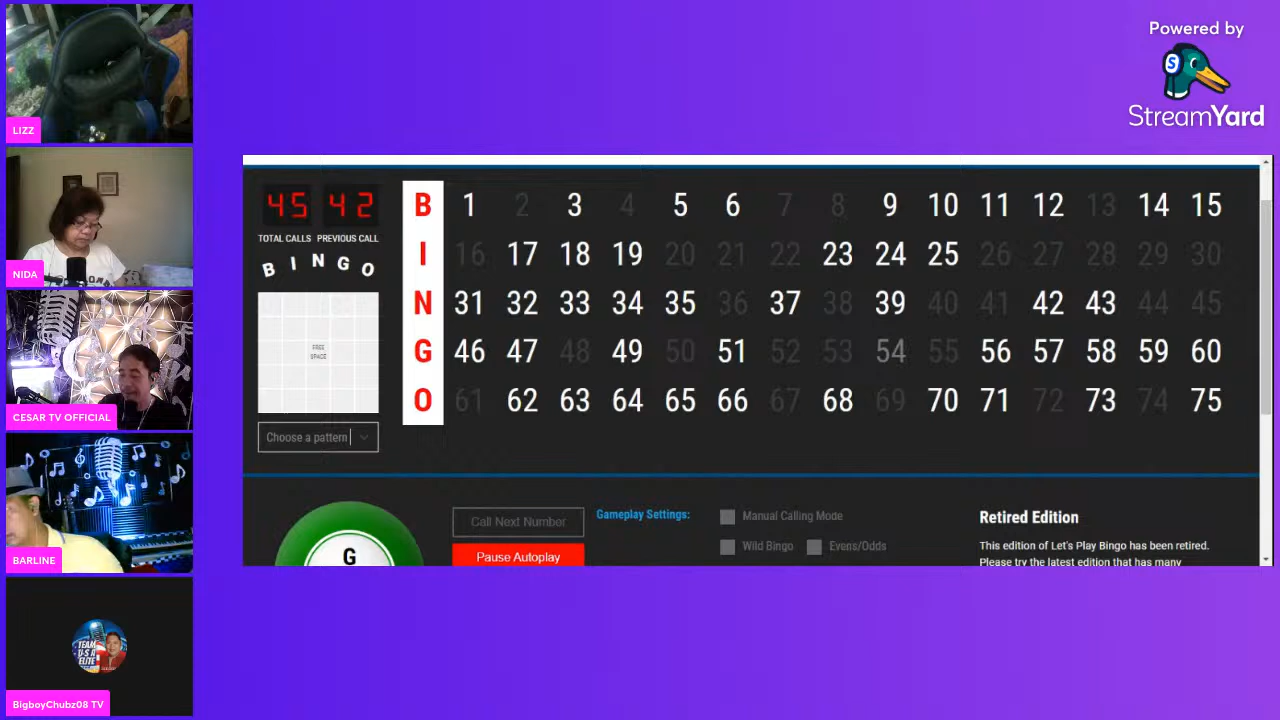 Powered by
StreamYard
LIZZ
NIDA
CESAR TV OFFICIAL
BARLINE
TEAM
U-S-A
ELITE
BigboyChubz08 TV
45 42
TOTAL CALLS PREVIOUS CALL
B I N G O
FREE
SPACE
Choose a pattern
B 1 2 3 4 5 6 7 8 9 10 11 12 13 14 15
I 16 17 18 19 20 21 22 23 24 25 26 27 28 29 30
N 31 32 33 34 35 36 37 38 39 40 41 42 43 44 45
G 46 47 48 49 50 51 52 53 54 55 56 57 58 59 60
O 61 62 63 64 65 66 67 68 69 70 71 72 73 74 75
G
Call Next Number
Pause Autoplay
Gameplay Settings:
Manual Calling Mode
Wild Bingo Evens/Odds
Retired Edition
This edition of Let's Play Bingo has been retired.
Please try the latest edition that has many